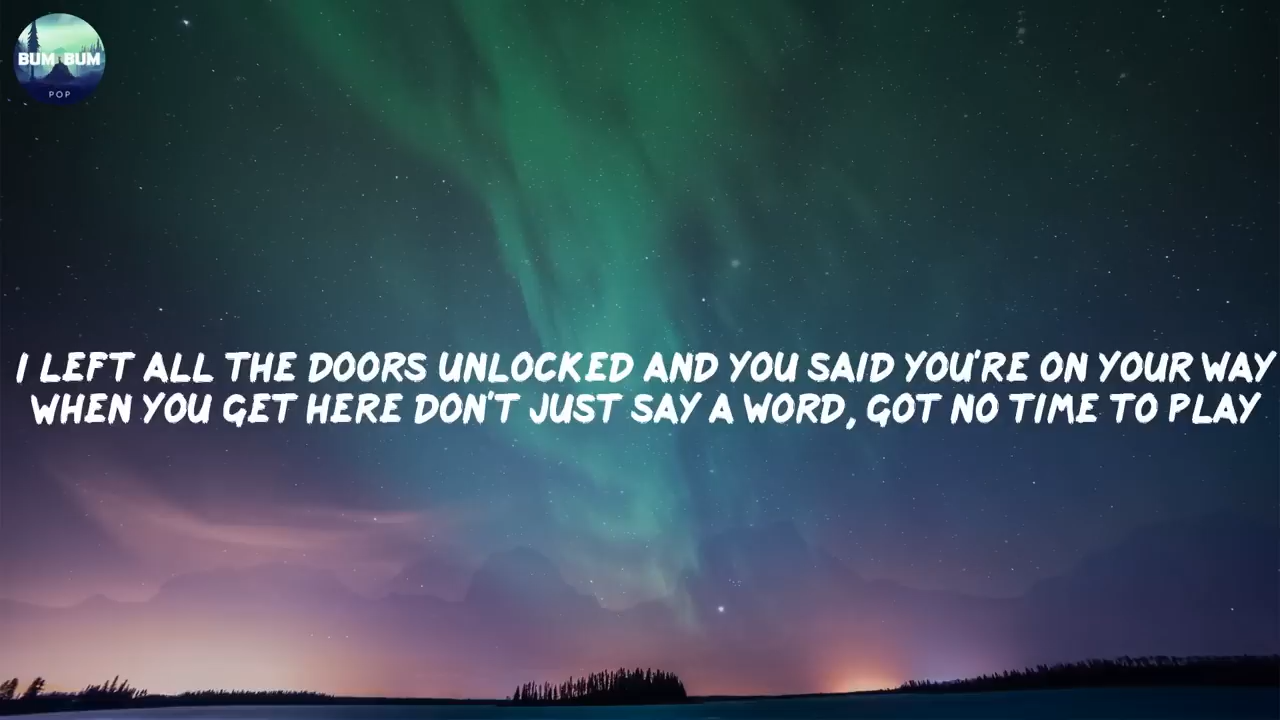 BUM BUM
POP
I LEFT ALL THE DOORS UNLOCKED AND YOU SAID YOU'RE ON YOUR WAY
WHEN YOU GET HERE DON'T JUST SAY A WORD, GOT NO TIME TO PLAY